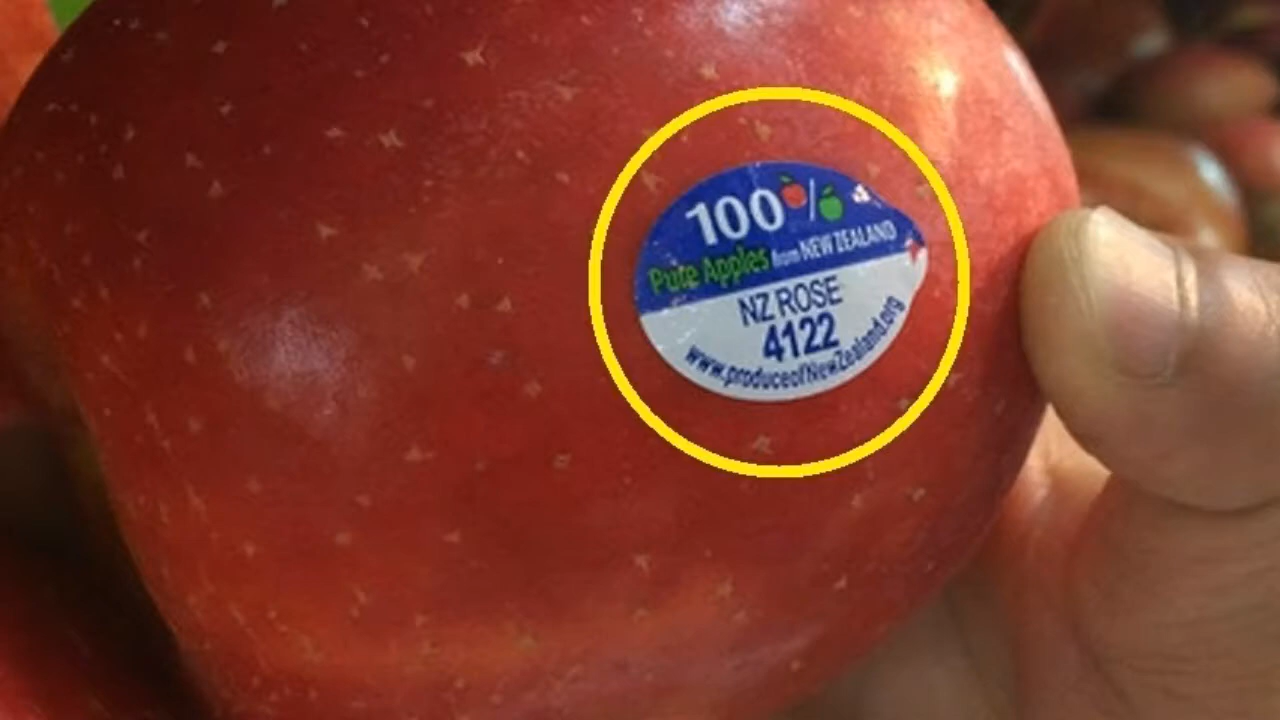 100%
Pure Apples from NEW ZEALAND
NZ ROSE
4122
www.produceofNewZealand.org